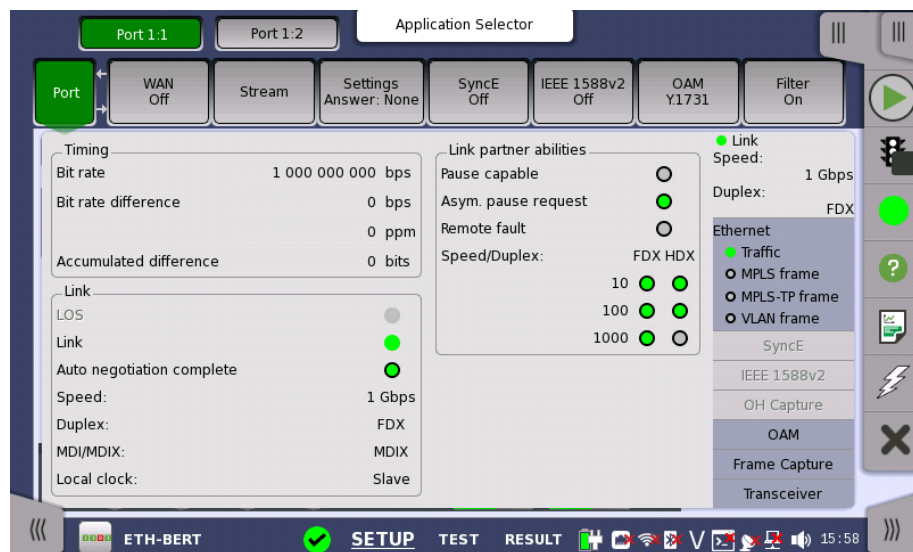 Application Selector
Port 1:1
Port 1:2
Port
WAN
Off
Stream
Settings
Answer: None
SyncE
Off
IEEE 1588v2
Off
OAM
Y.1731
Filter
On
Timing
Bit rate 1 000 000 000 bps
Bit rate difference 0 bps
0 ppm
Accumulated difference 0 bits
Link
LOS
Link
Auto negotiation complete
Speed: 1 Gbps
Duplex: FDX
MDI/MDIX: MDIX
Local clock: Slave
Link partner abilities
Pause capable
Asym. pause request
Remote fault
Speed/Duplex: FDX HDX
10
100
1000
Link
Speed:
1 Gbps
Duplex:
FDX
Ethernet
Traffic
MPLS frame
MPLS-TP frame
VLAN frame
SyncE
IEEE 1588v2
OH Capture
OAM
Frame Capture
Transceiver
ETH-BERT SETUP TEST RESULT 15:58